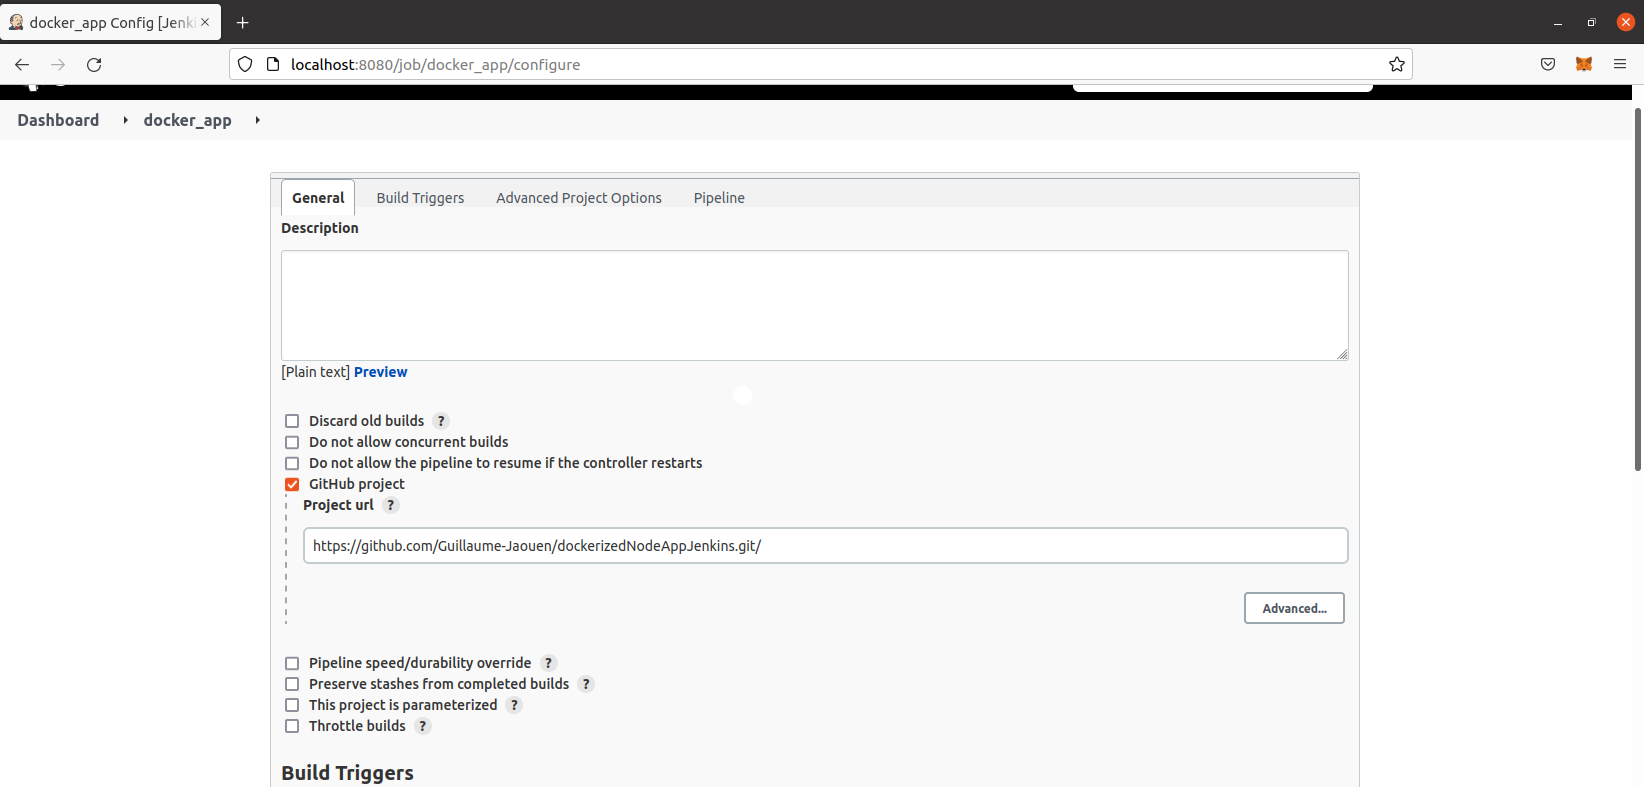 docker_app Config [Jenki
localhost:8080/job/docker_app/configure
Dashboard docker_app
General Build Triggers Advanced Project Options Pipeline
Description
[Plain text] Preview
Discard old builds ?
Do not allow concurrent builds
Do not allow the pipeline to resume if the controller restarts
GitHub project
Project url ?
https://github.com/Guillaume-Jaouen/dockerizedNodeAppJenkins.git/
Advanced...
Pipeline speed/durability override ?
Preserve stashes from completed builds ?
This project is parameterized ?
Throttle builds ?
Build Triggers